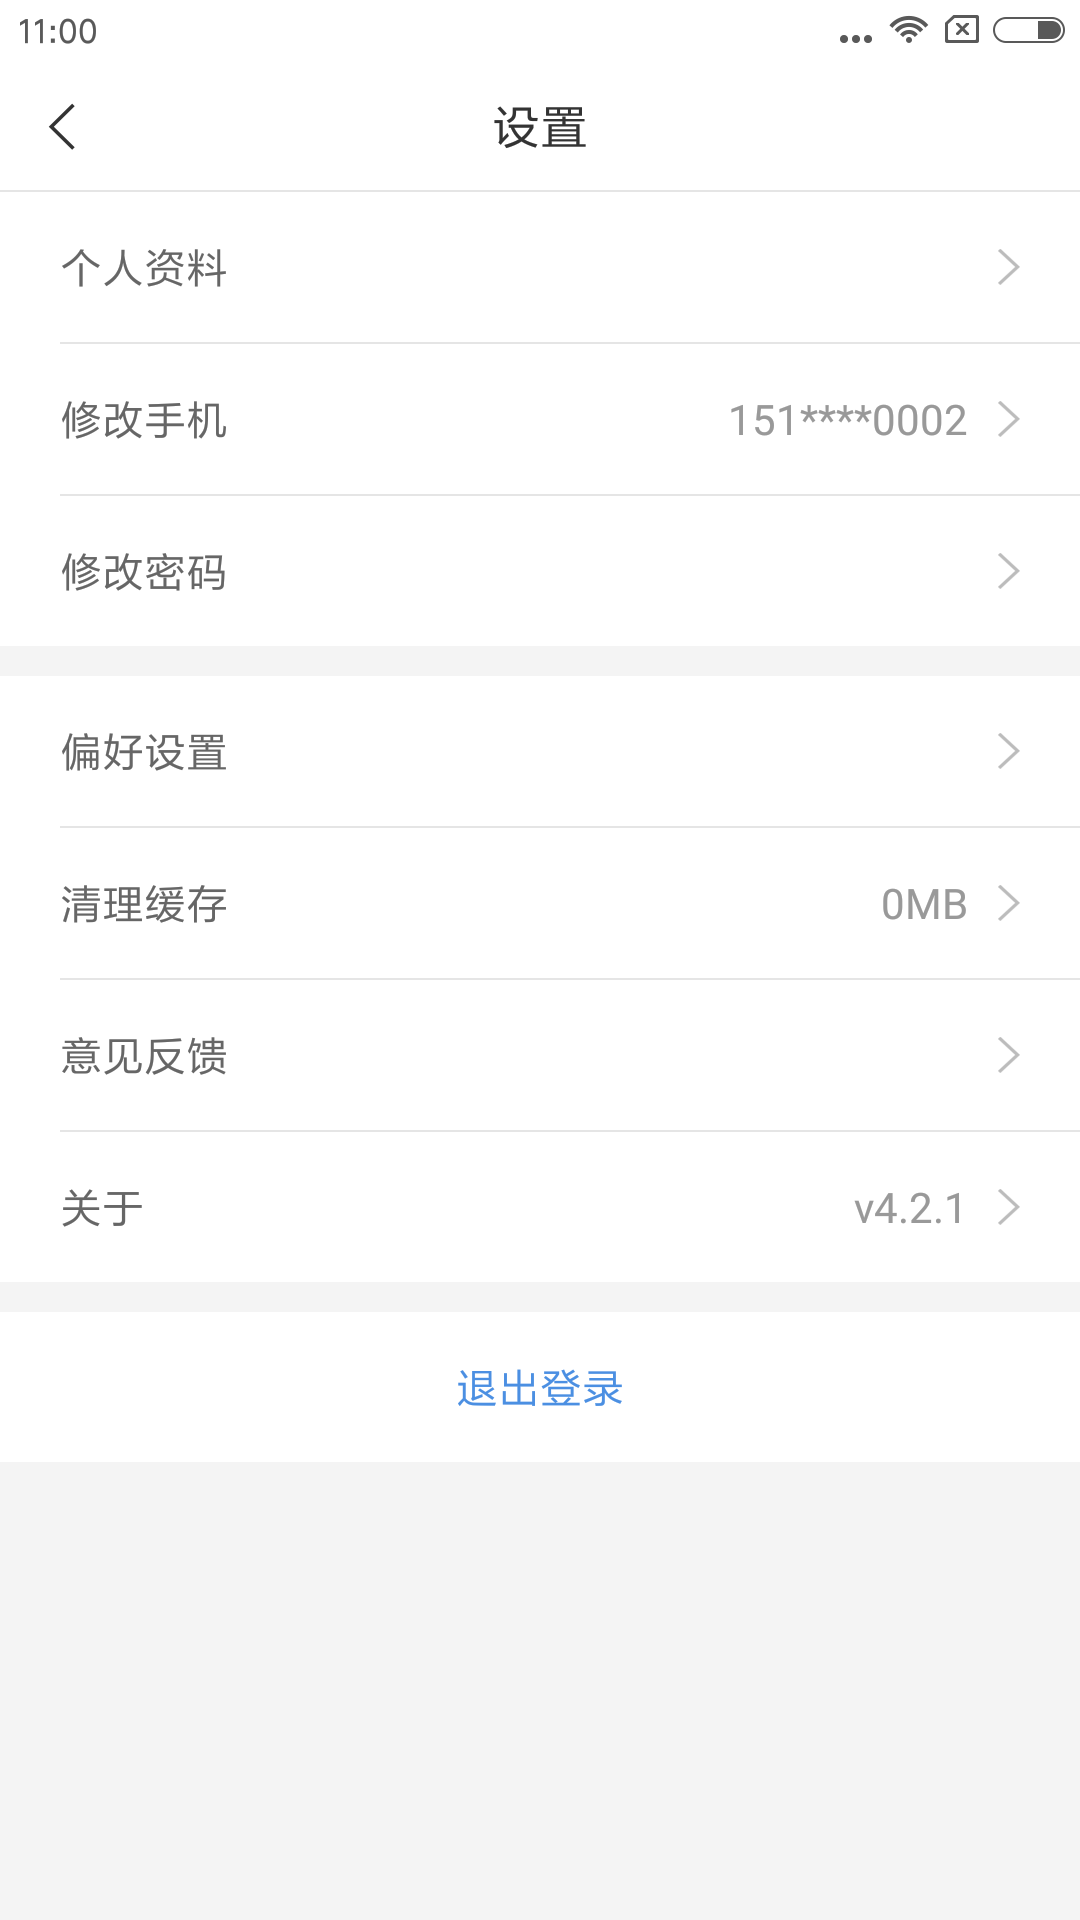 11:00
设置
个人资料
修改手机 151****0002
修改密码
偏好设置
清理缓存 0MB
意见反馈
关于 v4.2.1
退出登录